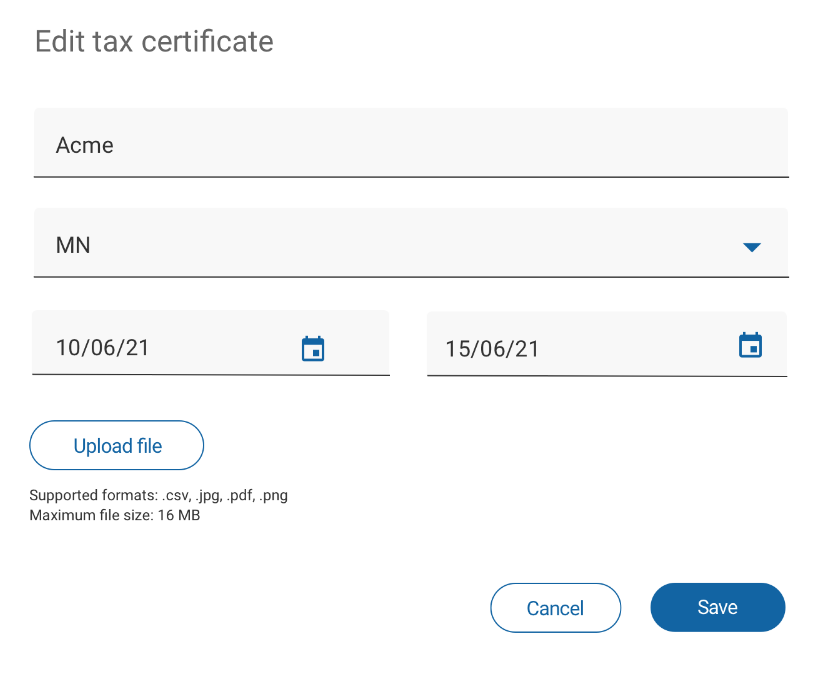 Edit tax certificate
Acme
MN
10/06/21
15/06/21
Upload file
Supported formats: .csv, .jpg, .pdf, .png
Maximum file size: 16 MB
Cancel
Save